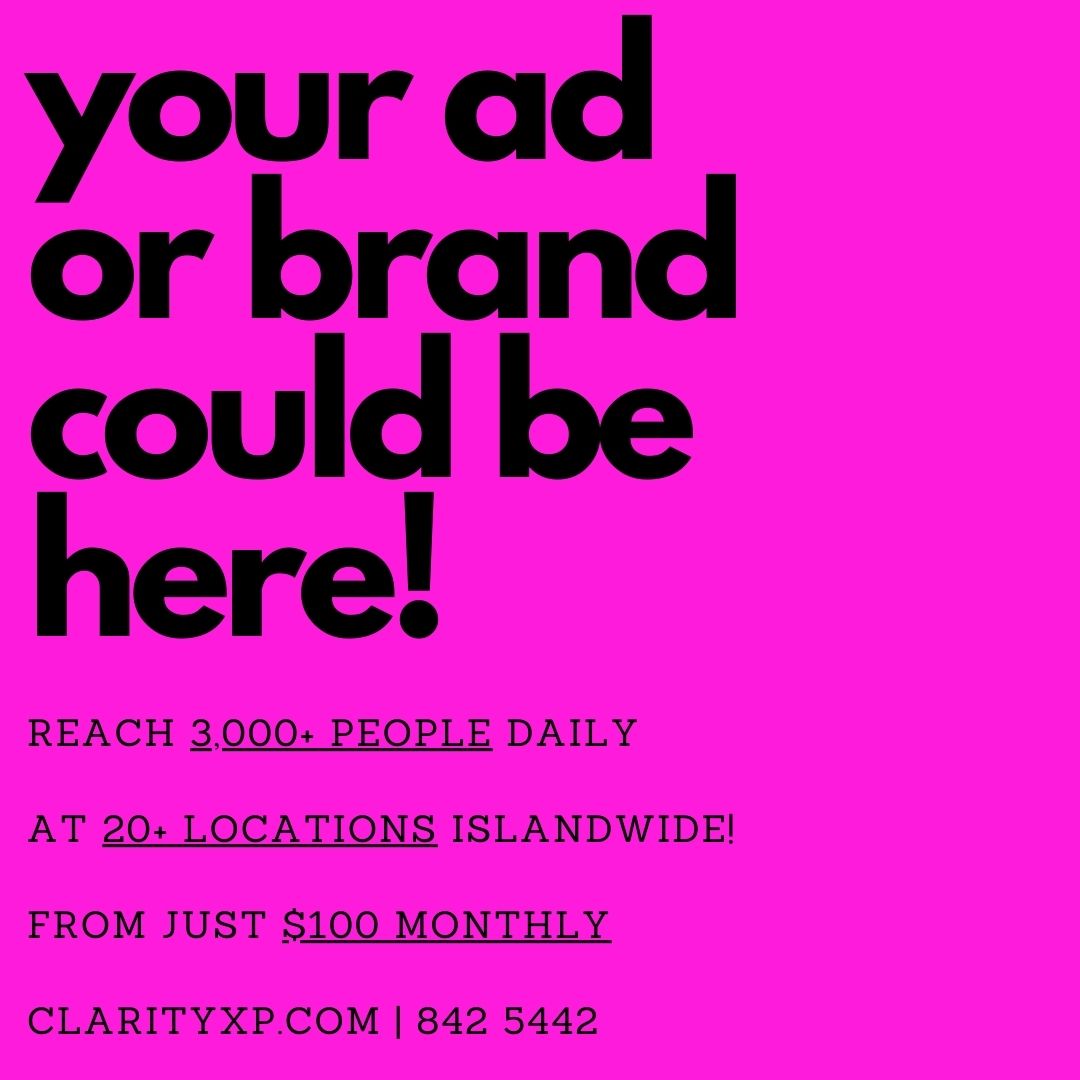 your ad
or brand
could be
here!
REACH 3,000+ PEOPLE DAILY
AT 20+ LOCATIONS ISLANDWIDE!
FROM JUST $100 MONTHLY
CLARITYXP.COM | 842 5442